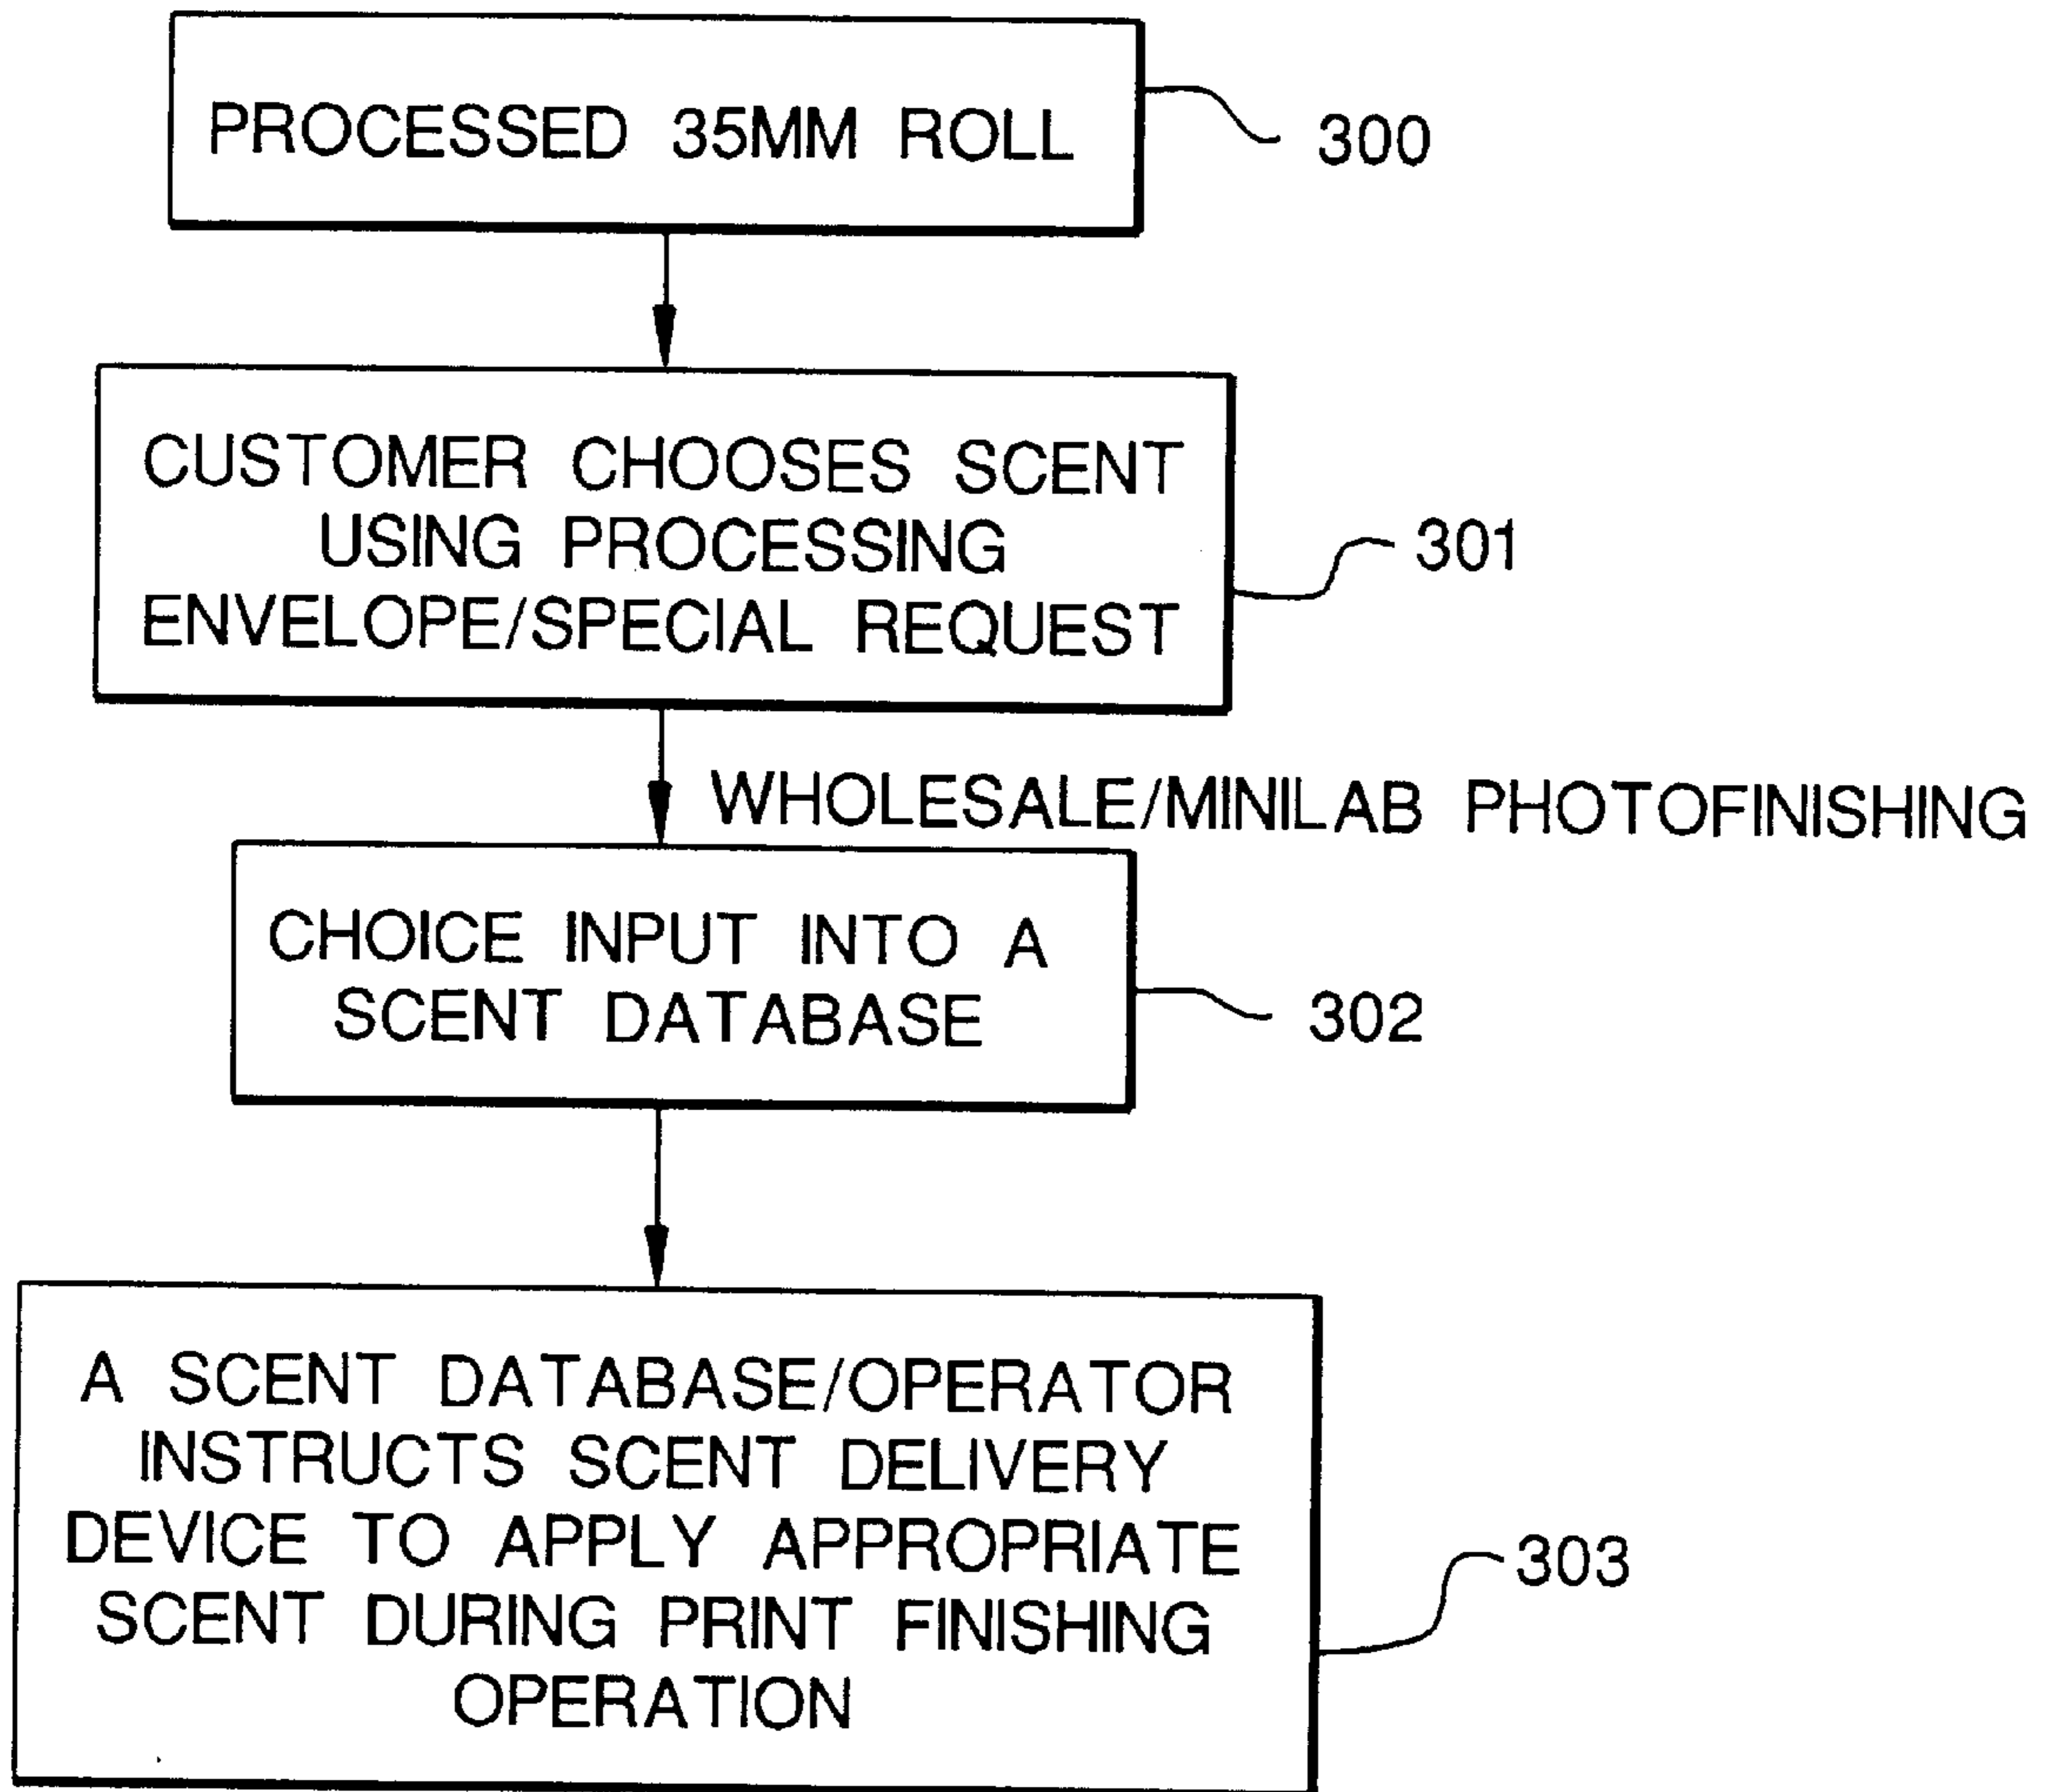 PROCESSED 35MM ROLL
300
CUSTOMER CHOOSES SCENT
USING PROCESSING
ENVELOPE/SPECIAL REQUEST
301
WHOLESALE/MINILAB PHOTOFINISHING
CHOICE INPUT INTO A
SCENT DATABASE
302
A SCENT DATABASE/OPERATOR
INSTRUCTS SCENT DELIVERY
DEVICE TO APPLY APPROPRIATE
SCENT DURING PRINT FINISHING
OPERATION
303